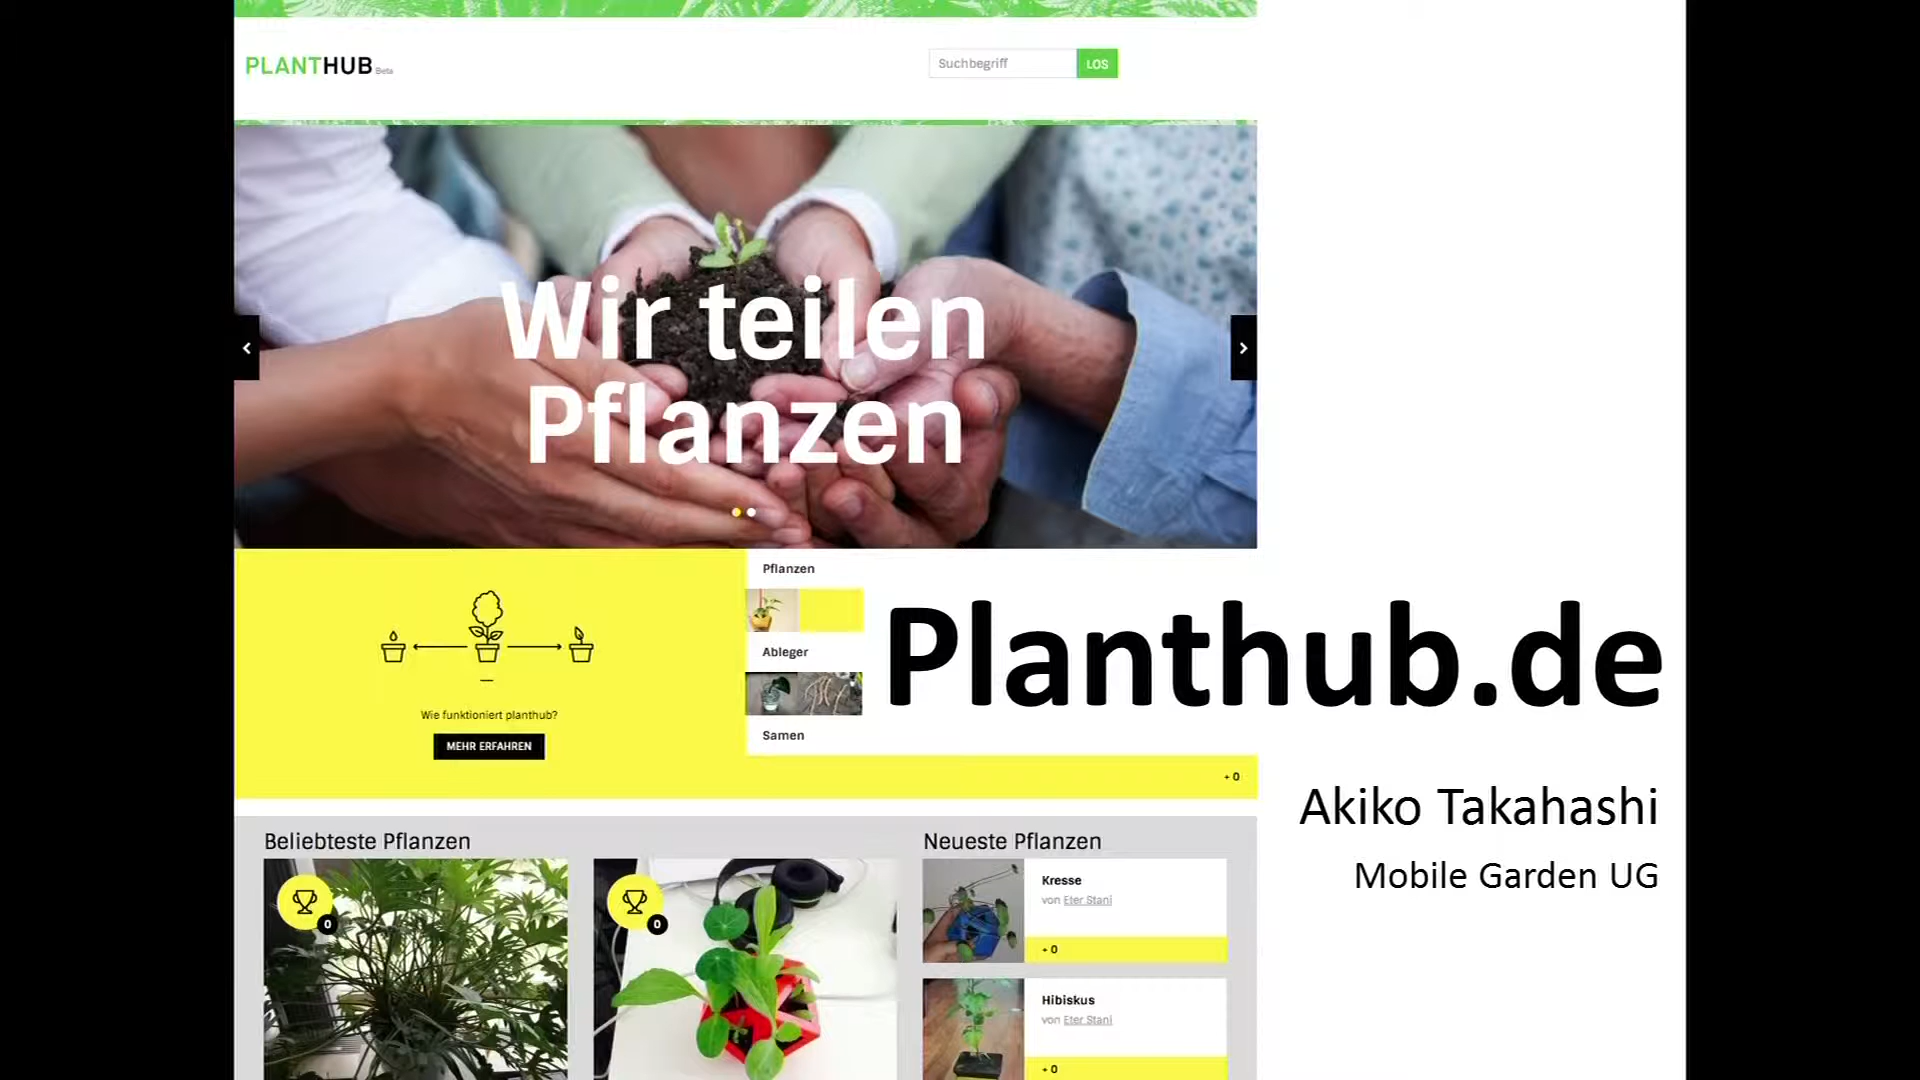 PLANTHUB Beta
Suchbegriff
LOS
Wir teilen
Pflanzen
Wie funktioniert planthub?
MEHR ERFAHREN
Pflanzen
Ableger
Samen
+ 0
Planthub.de
Akiko Takahashi
Mobile Garden UG
Beliebteste Pflanzen
0
0
Neueste Pflanzen
Kresse
von Eter Stani
+ 0
Hibiskus
von Eter Stani
+ 0